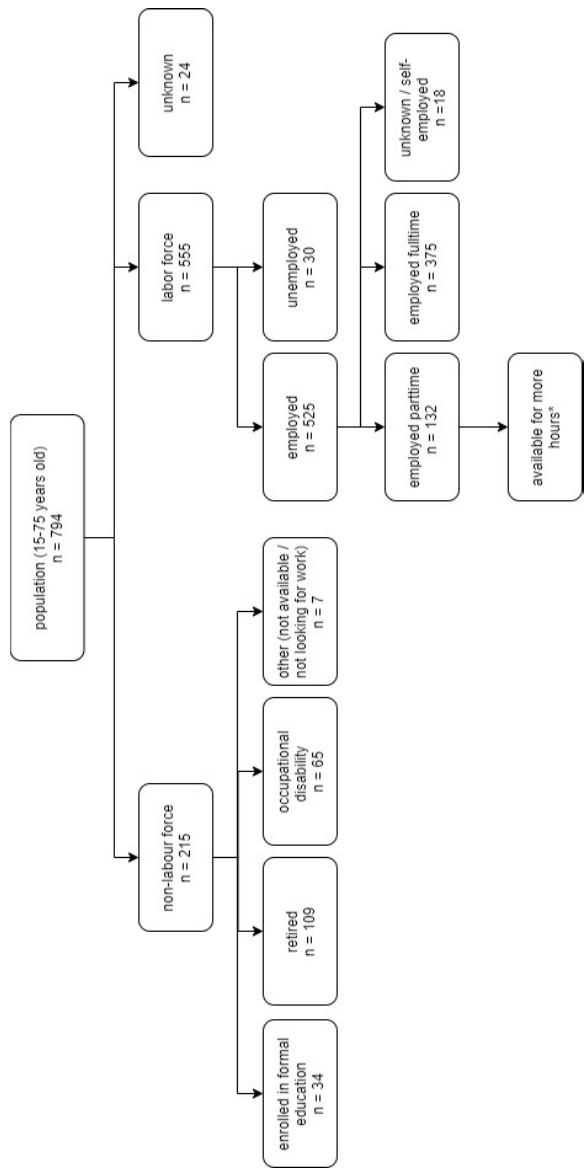 population (15-75 years old)
n = 794
non-labour force
n = 215
labor force
n = 555
unknown
n = 24
enrolled in formal
education
n = 34
retired
n = 109
occupational
disability
n = 65
other (not available /
not looking for work)
n = 7
employed
n = 525
unemployed
n = 30
employed parttime
n = 132
employed fulltime
n = 375
unknown / self-
employed
n =18
available for more
hours*